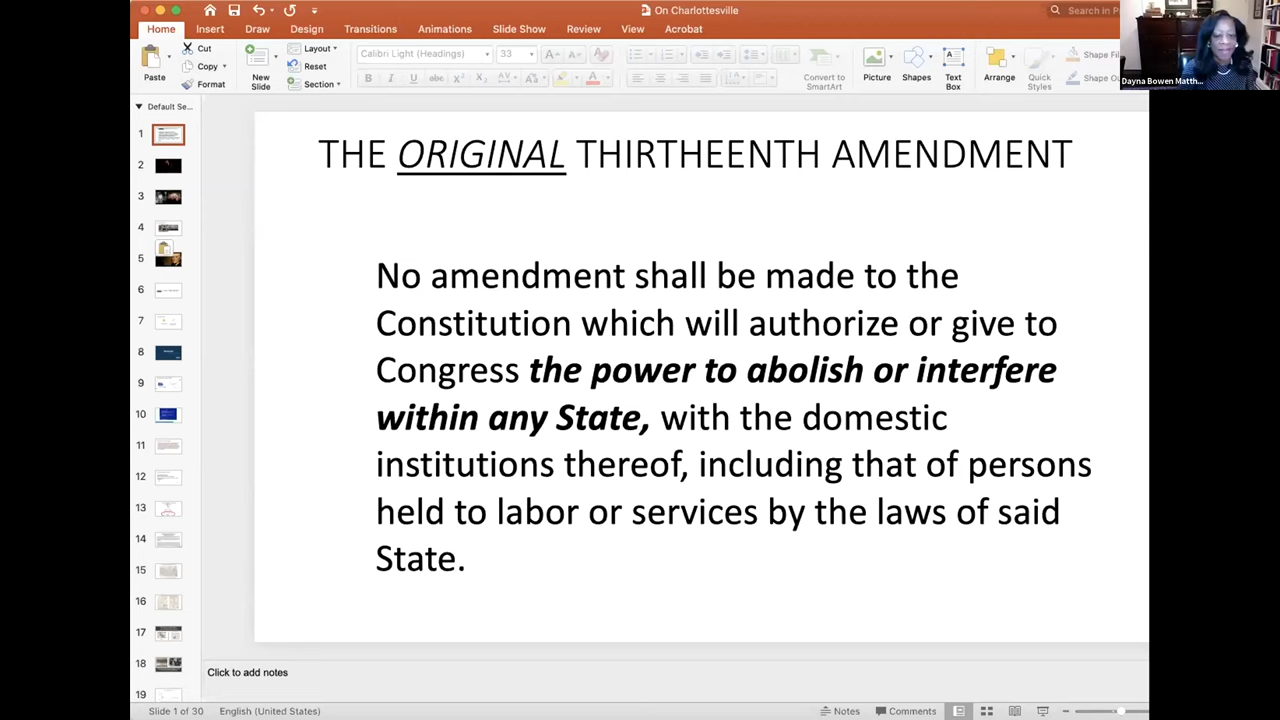 On Charlottesville
Search in P
Home Insert Draw Design Transitions Animations Slide Show Review View Acrobat
Paste
Cut
Copy
Format
New
Slide
Layout
Reset
Section
Calibri Light (Headings)
33
Convert to
SmartArt
Picture
Shapes
Text
Box
Arrange
Quick
Styles
Shape Fi
Shape Ou
Dayna Bowen Matth...
Default Se...
1
2
3
4
5
6
7
8
9
10
11
12
13
14
15
16
17
18
19
THE ORIGINAL THIRTHEENTH AMENDMENT
No amendment shall be made to the
Constitution which will authorize or give to
Congress the power to abolish or interfere
within any State, with the domestic
institutions thereof, including that of persons
held to labor or services by the laws of said
State.
Click to add notes
Slide 1 of 30 English (United States) Notes Comments